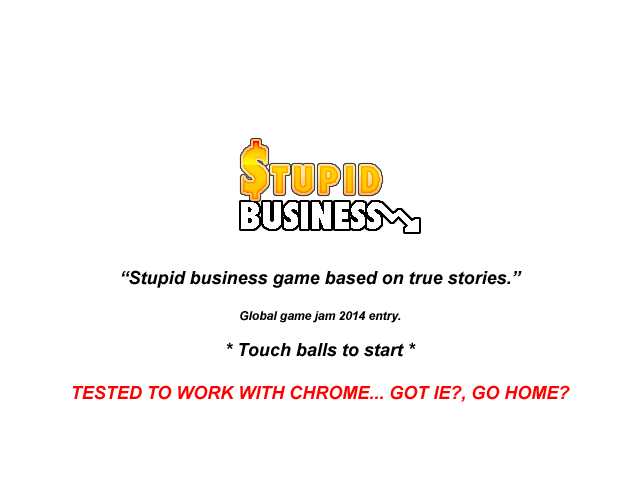 $TUPID
BUSINESS
“Stupid business game based on true stories.”
Global game jam 2014 entry.
* Touch balls to start *
TESTED TO WORK WITH CHROME... GOT IE?, GO HOME?